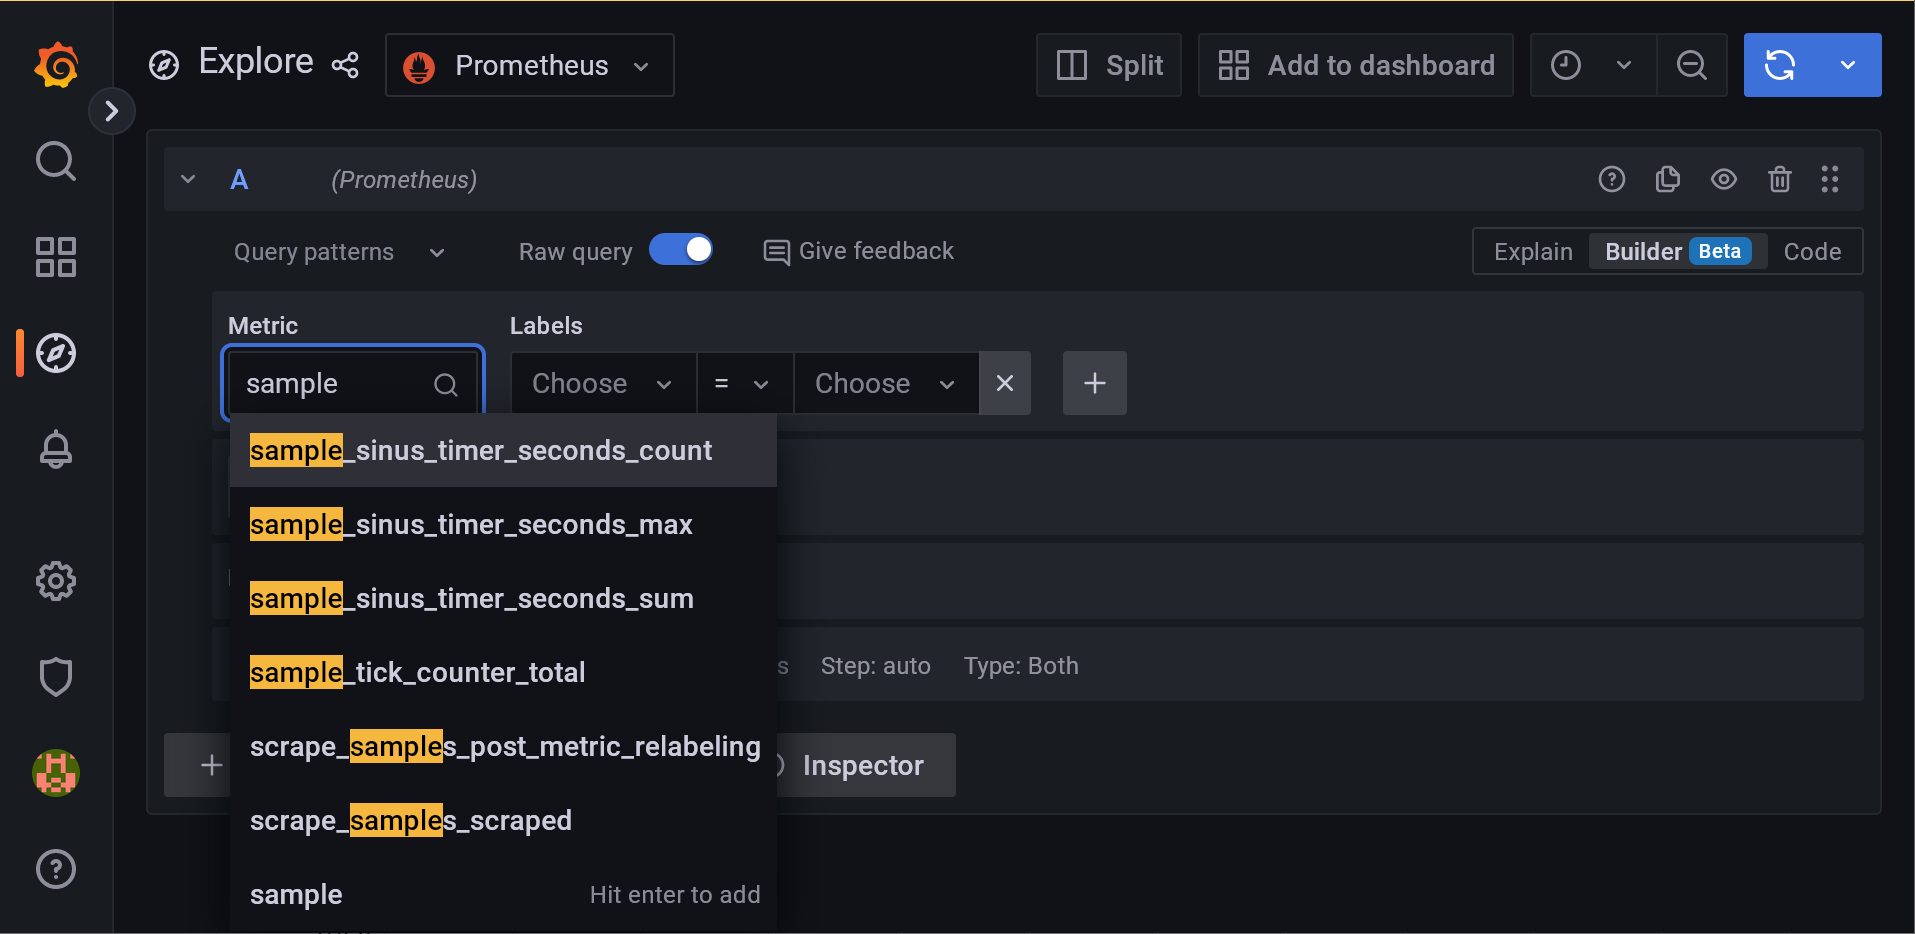 Explore
Prometheus
Split
Add to dashboard
A
(Prometheus)
Query patterns
Raw query
Give feedback
Explain
Builder
Beta
Code
Metric
Labels
sample
Choose
=
Choose
sample_sinus_timer_seconds_count
sample_sinus_timer_seconds_max
sample_sinus_timer_seconds_sum
sample_tick_counter_total
Step: auto
Type: Both
scrape_samples_post_metric_relabeling
Inspector
scrape_samples_scraped
sample
Hit enter to add